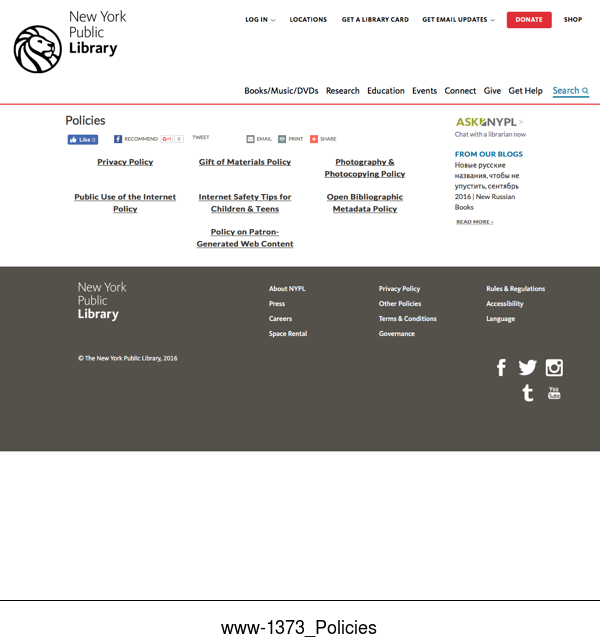 New York
Public
Library
LOG IN
LOCATIONS
GET A LIBRARY CARD
GET EMAIL UPDATES
DONATE
SHOP
Books/Music/DVDs
Research
Education
Events
Connect
Give
Get Help
Search
Policies
Like 0
RECOMMEND
G+1
0
TWEET
EMAIL
PRINT
SHARE
Privacy Policy
Gift of Materials Policy
Photography &
Photocopying Policy
Public Use of the Internet
Policy
Internet Safety Tips for
Children & Teens
Open Bibliographic
Metadata Policy
Policy on Patron-
Generated Web Content
ASK NYPL >
Chat with a librarian now
FROM OUR BLOGS
Новые русские
названия, чтобы не
упустить, сентябрь
2016 | New Russian
Books
READ MORE ›
New York
Public
Library
About NYPL
Press
Careers
Space Rental
Privacy Policy
Other Policies
Terms & Conditions
Governance
Rules & Regulations
Accessibility
Language
© The New York Public Library, 2016
You
Tube
www-1373_Policies